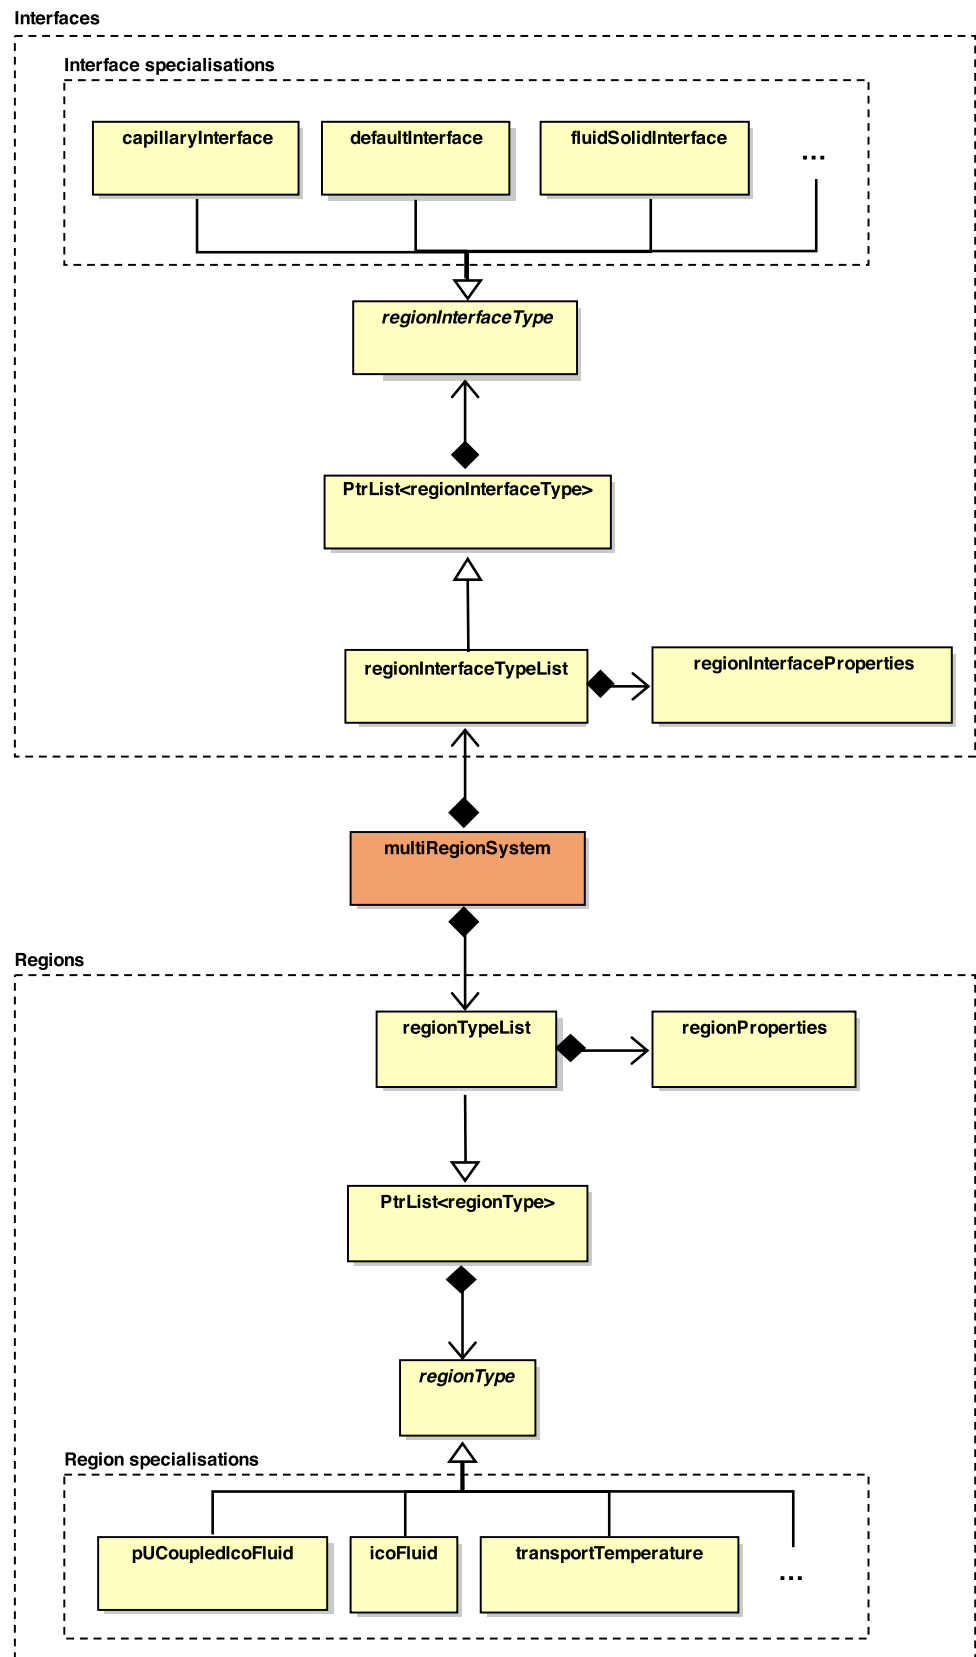 Interfaces
Interface specialisations
capillaryInterface
defaultInterface
fluidSolidInterface
...
regionInterfaceType
PtrList<regionInterfaceType>
regionInterfaceTypeList
regionInterfaceProperties
multiRegionSystem
Regions
regionTypeList
regionProperties
PtrList<regionType>
regionType
Region specialisations
pUCoupledIcoFluid
icoFluid
transportTemperature
...